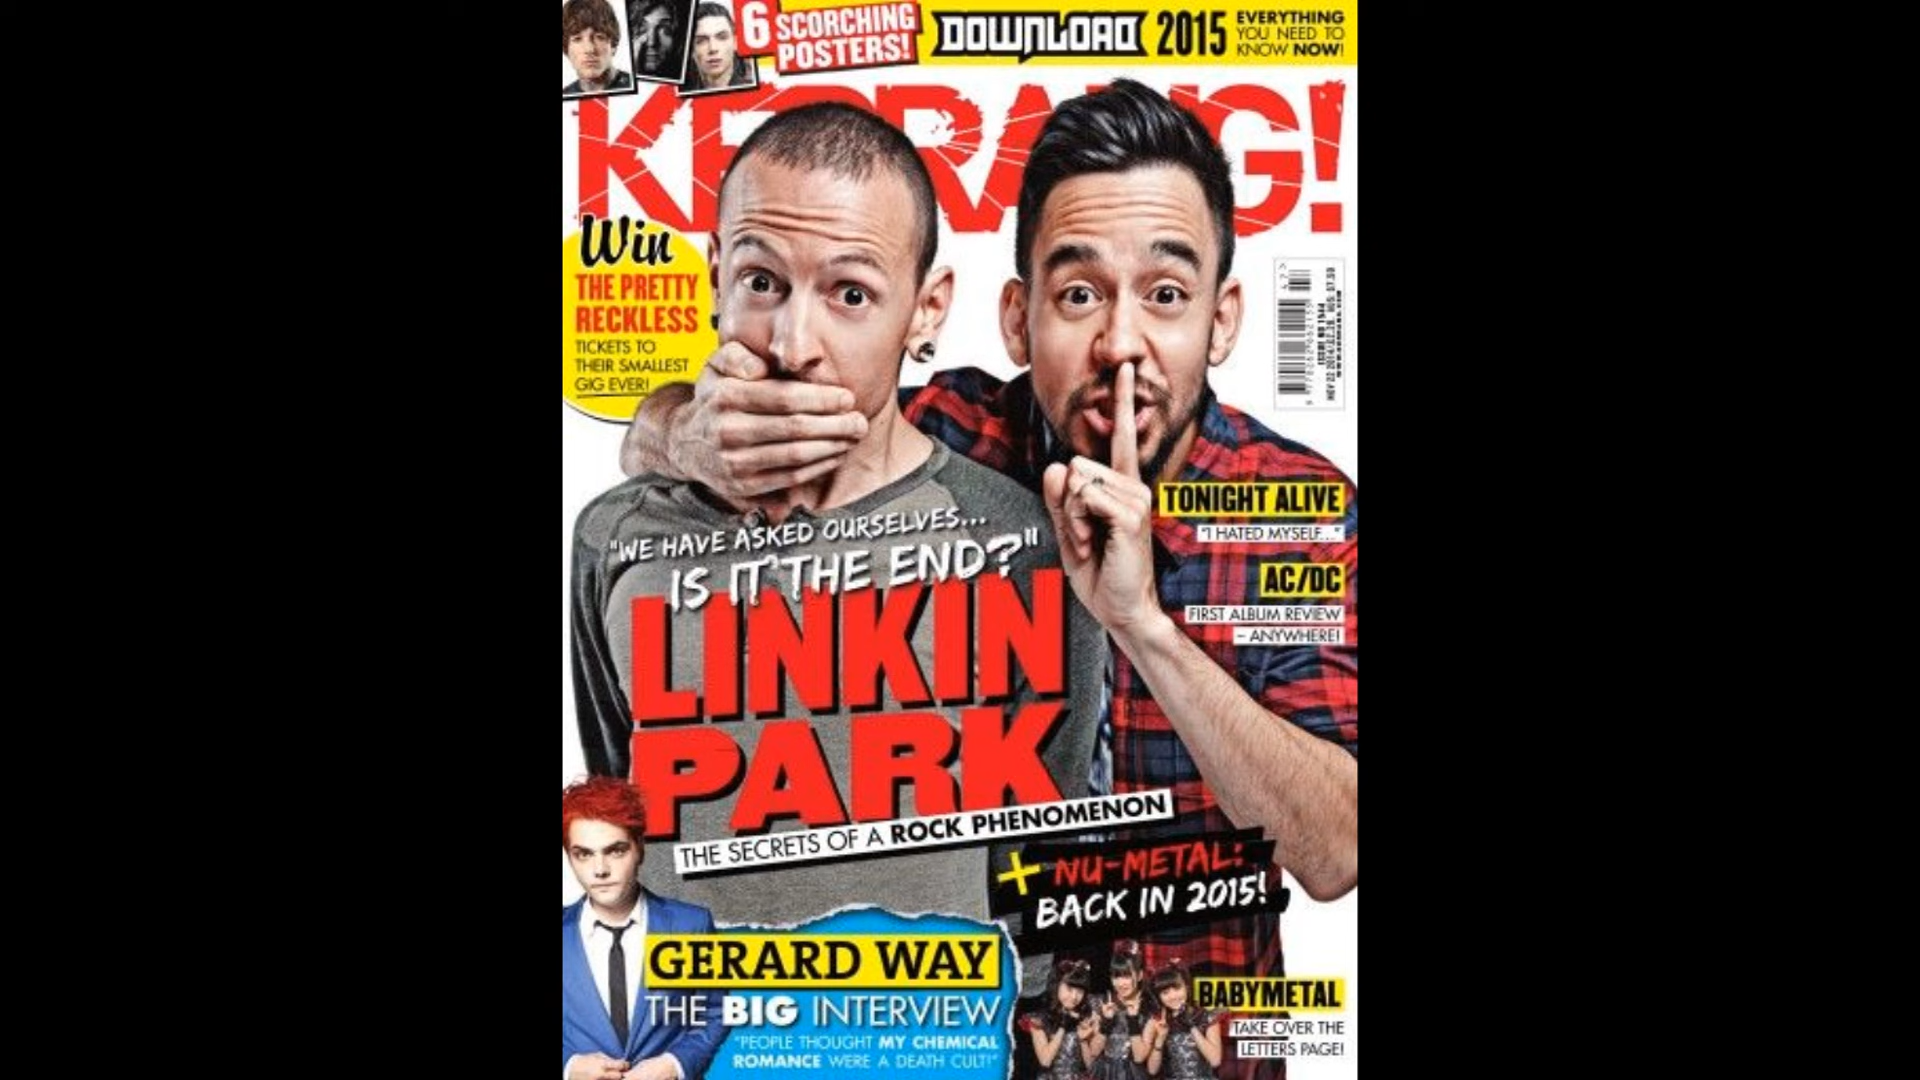 6 SCORCHING
POSTERS!
DOWNLOAD 2015
EVERYTHING
YOU NEED TO
KNOW NOW!
KERRANG!
Win
THE PRETTY
RECKLESS
TICKETS TO
THEIR SMALLEST
GIG EVER!
TONIGHT ALIVE
"I HATED MYSELF..."
AC/DC
FIRST ALBUM REVIEW
– ANYWHERE!
"WE HAVE ASKED OURSELVES...
IS IT THE END?"
LINKIN
PARK
THE SECRETS OF A ROCK PHENOMENON
+ NU-METAL:
BACK IN 2015!
GERARD WAY
THE BIG INTERVIEW
"PEOPLE THOUGHT MY CHEMICAL
ROMANCE WERE A DEATH CULT!"
BABYMETAL
TAKE OVER THE
LETTERS PAGE!